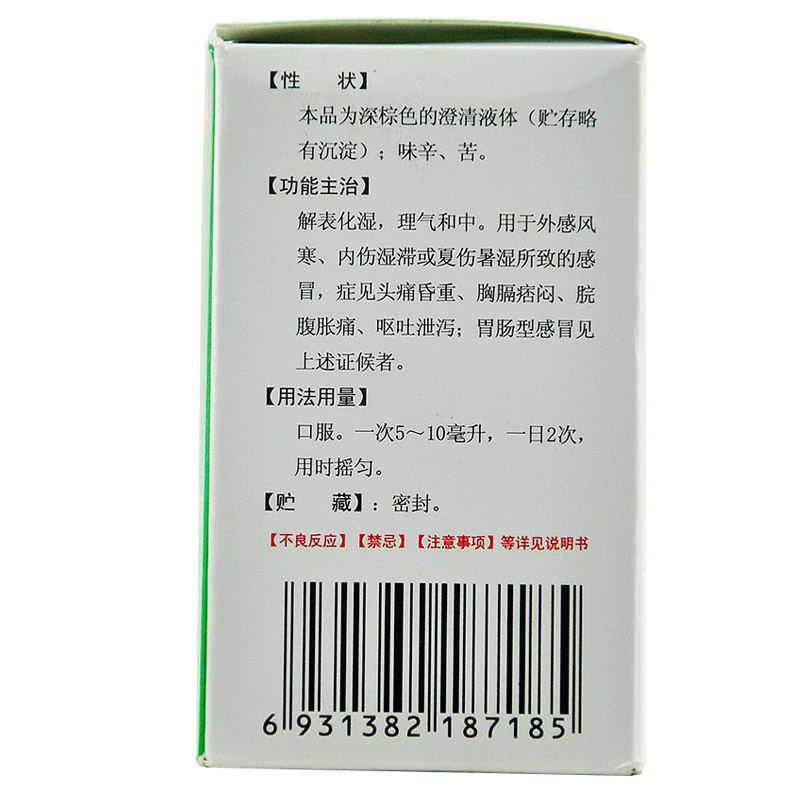 【性　状】
本品为深棕色的澄清液体（贮存略
有沉淀）；味辛、苦。
【功能主治】
解表化湿，理气和中。用于外感风
寒、内伤湿滞或夏伤暑湿所致的感
冒，症见头痛昏重、胸膈痞闷、脘
腹胀痛、呕吐泄泻；胃肠型感冒见
上述证候者。
【用法用量】
口服。一次5～10毫升，一日2次，
用时摇匀。
【贮　藏】：密封。
【不良反应】【禁忌】【注意事项】等详见说明书
6 931382 187185